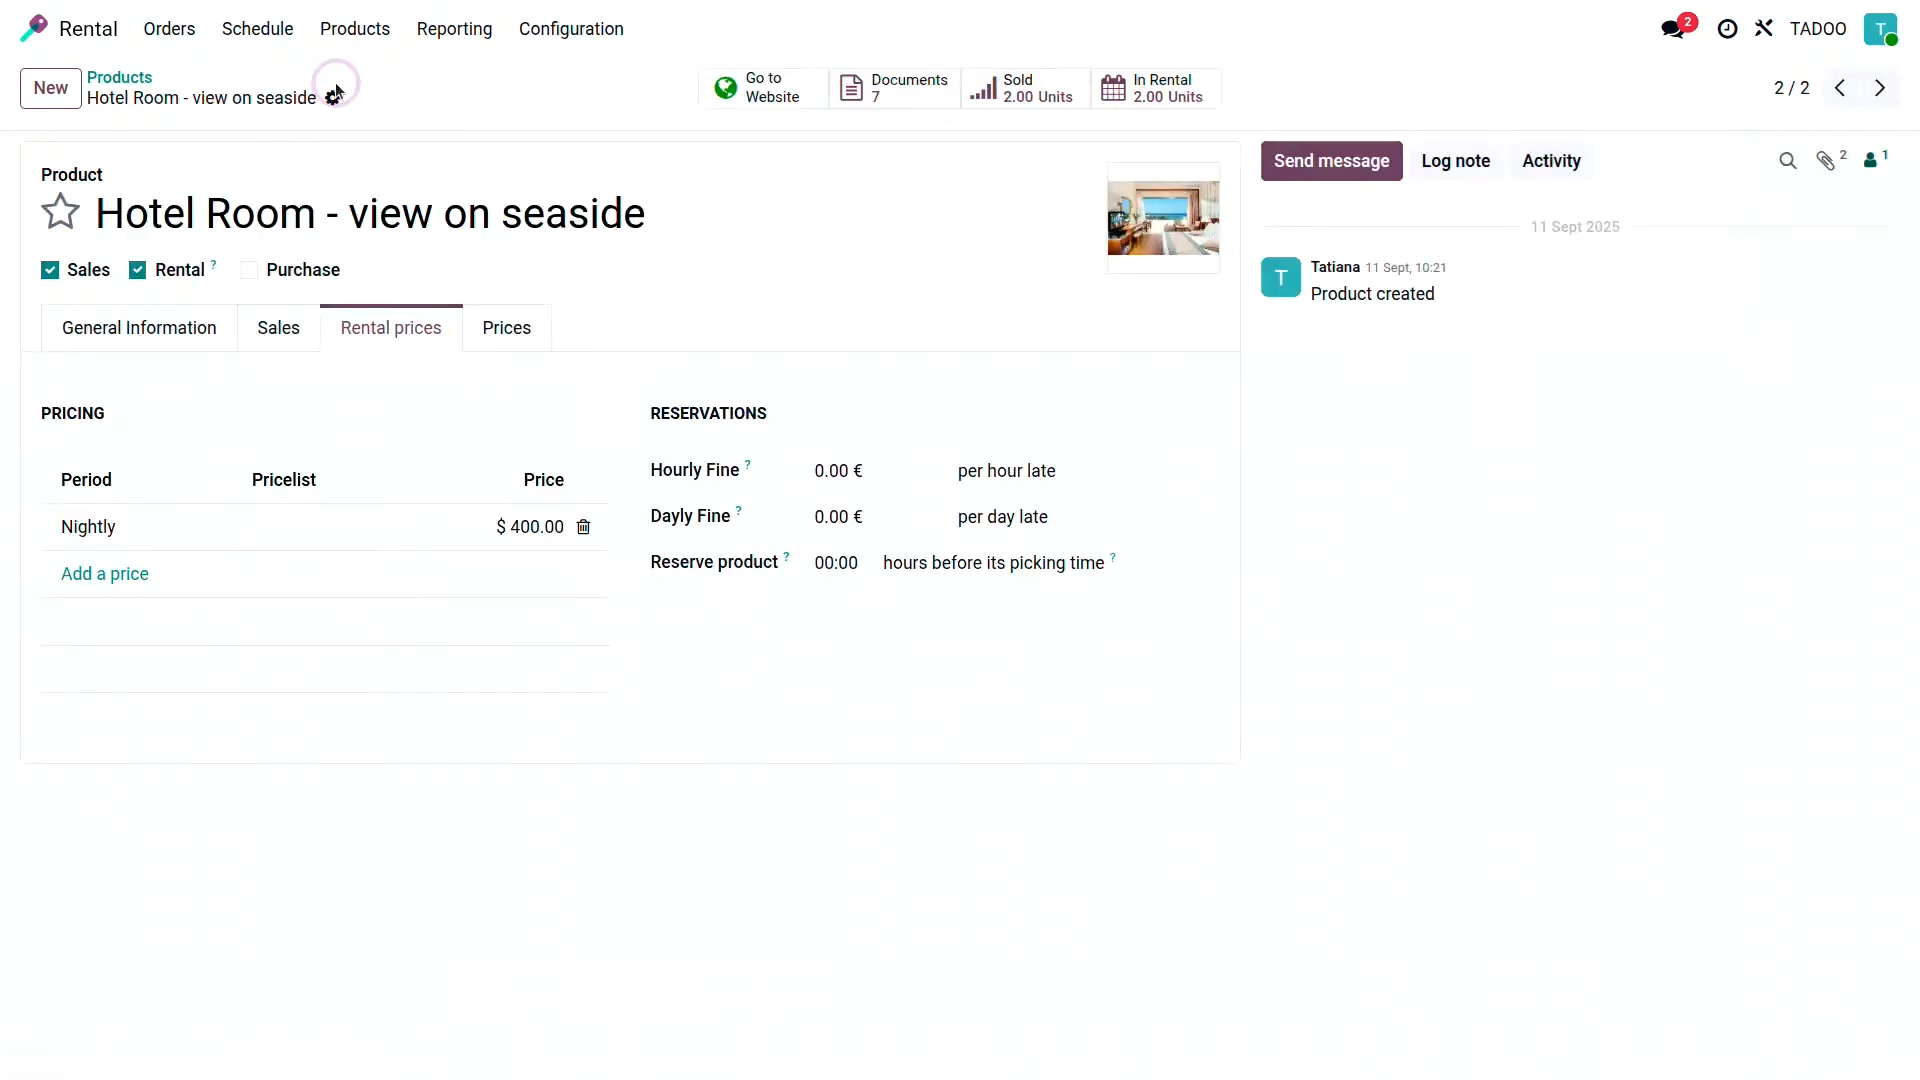 Rental Orders Schedule Products Reporting Configuration 2 TADOO T
New Products Go to Documents Sold In Rental
Hotel Room - view on seaside Website 7 2.00 Units 2.00 Units 2 / 2
Product
Hotel Room - view on seaside
Sales Rental ? Purchase
General Information Sales Rental prices Prices
PRICING
Period Pricelist Price
Nightly $ 400.00
Add a price
RESERVATIONS
Hourly Fine ? 0.00 € per hour late
Dayly Fine ? 0.00 € per day late
Reserve product ? 00:00 hours before its picking time ?
Send message Log note Activity 2 1
11 Sept 2025
T Tatiana 11 Sept, 10:21
Product created